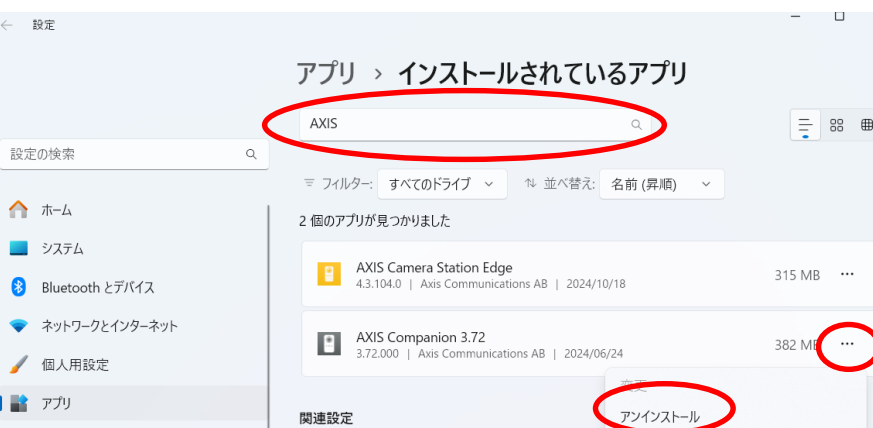 ← 設定
アプリ › インストールされているアプリ
AXIS
設定の検索
フィルター: すべてのドライブ 並べ替え: 名前 (昇順)
ホーム
2 個のアプリが見つかりました
システム
AXIS Camera Station Edge
4.3.104.0 | Axis Communications AB | 2024/10/18
315 MB ···
Bluetooth とデバイス
ネットワークとインターネット
AXIS Companion 3.72
3.72.000 | Axis Communications AB | 2024/06/24
382 MB ···
個人用設定
変更
アプリ
関連設定
アンインストール